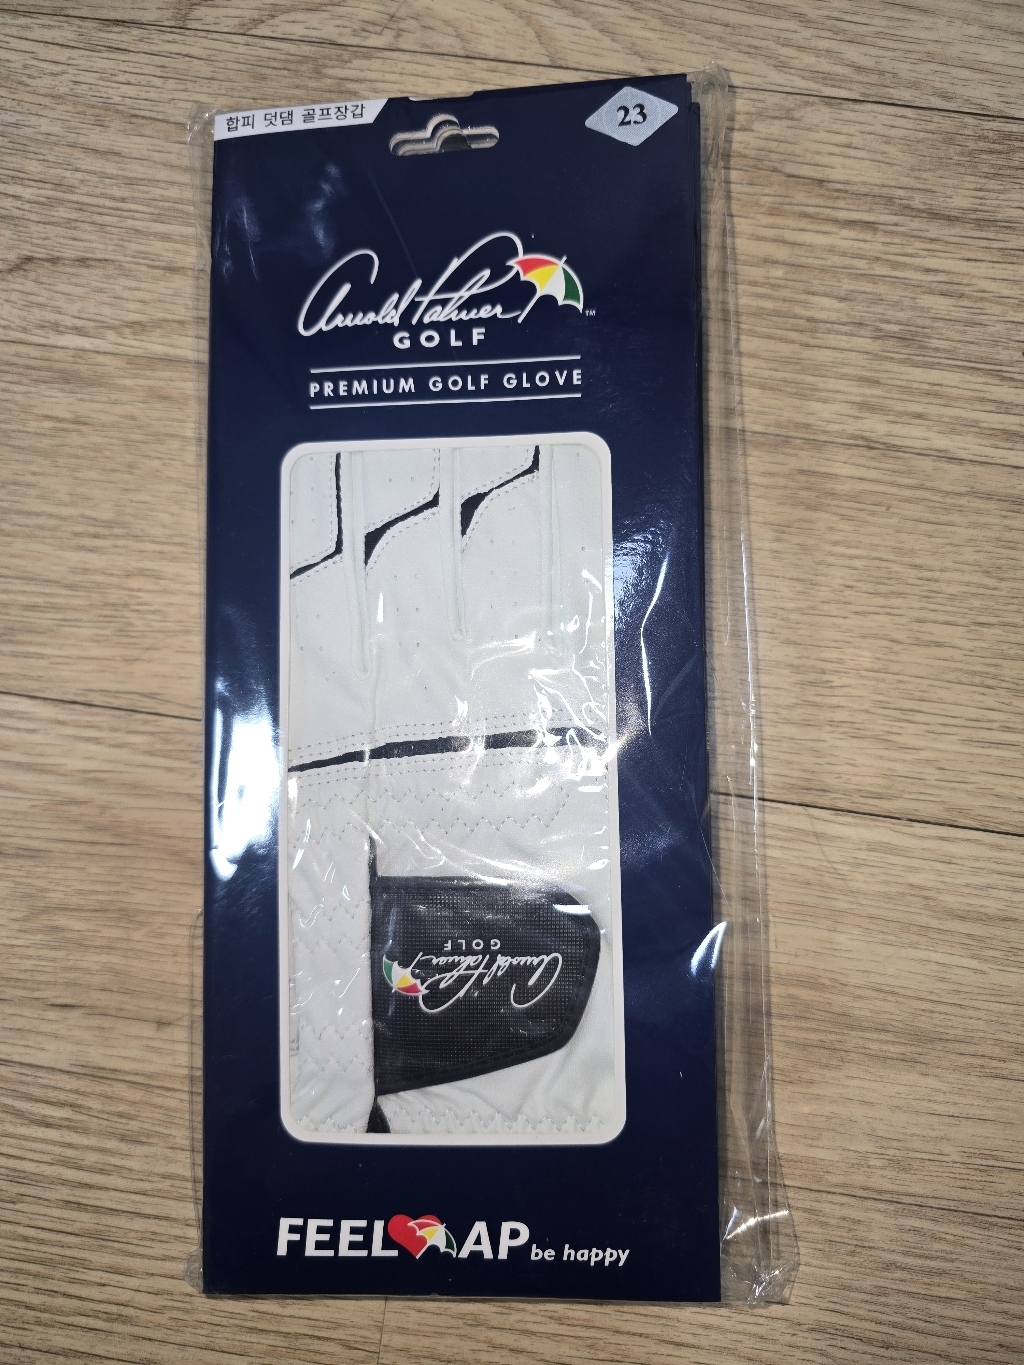 합피 덧댐 골프장갑
23
Arnold Palmer
GOLF
PREMIUM GOLF GLOVE
Arnold Palmer
GOLF
FEEL AP be happy